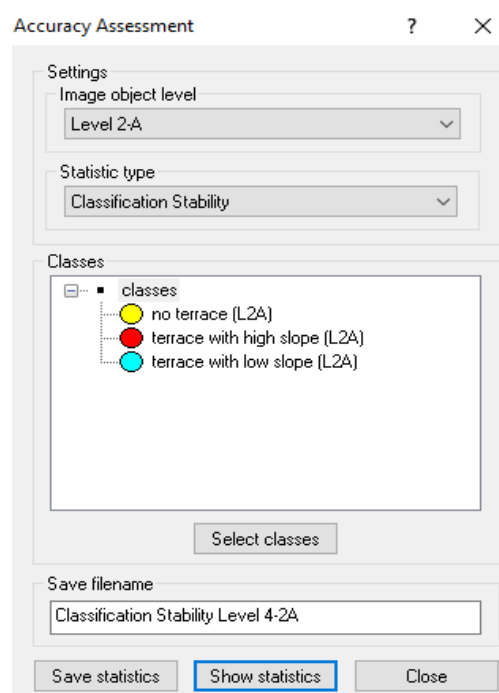 Accuracy Assessment ?
Settings
Image object level
Level 2-A
Statistic type
Classification Stability
Classes
classes
no terrace (L2A)
terrace with high slope (L2A)
terrace with low slope (L2A)
Select classes
Save filename
Classification Stability Level 4-2A
Save statistics Show statistics Close